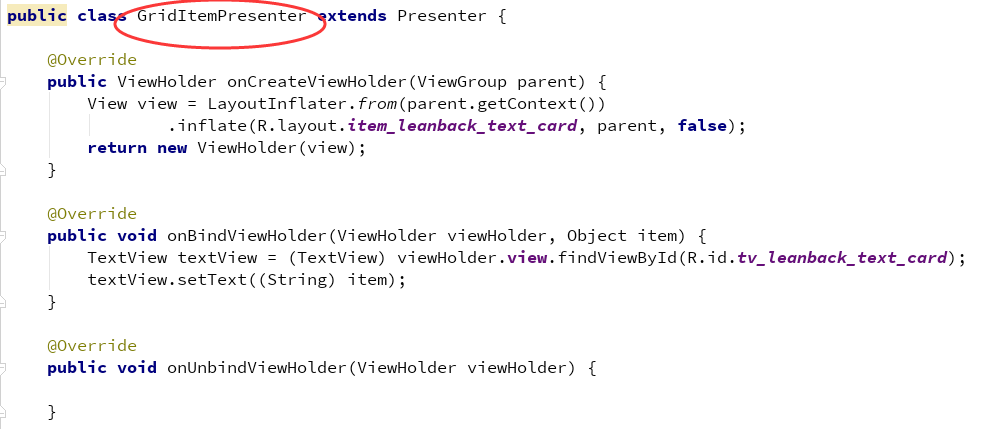 public class GridItemPresenter extends Presenter {
@Override
public ViewHolder onCreateViewHolder(ViewGroup parent) {
View view = LayoutInflater.from(parent.getContext())
.inflate(R.layout.item_leanback_text_card, parent, false);
return new ViewHolder(view);
}
@Override
public void onBindViewHolder(ViewHolder viewHolder, Object item) {
TextView textView = (TextView) viewHolder.view.findViewById(R.id.tv_leanback_text_card);
textView.setText((String) item);
}
@Override
public void onUnbindViewHolder(ViewHolder viewHolder) {
}